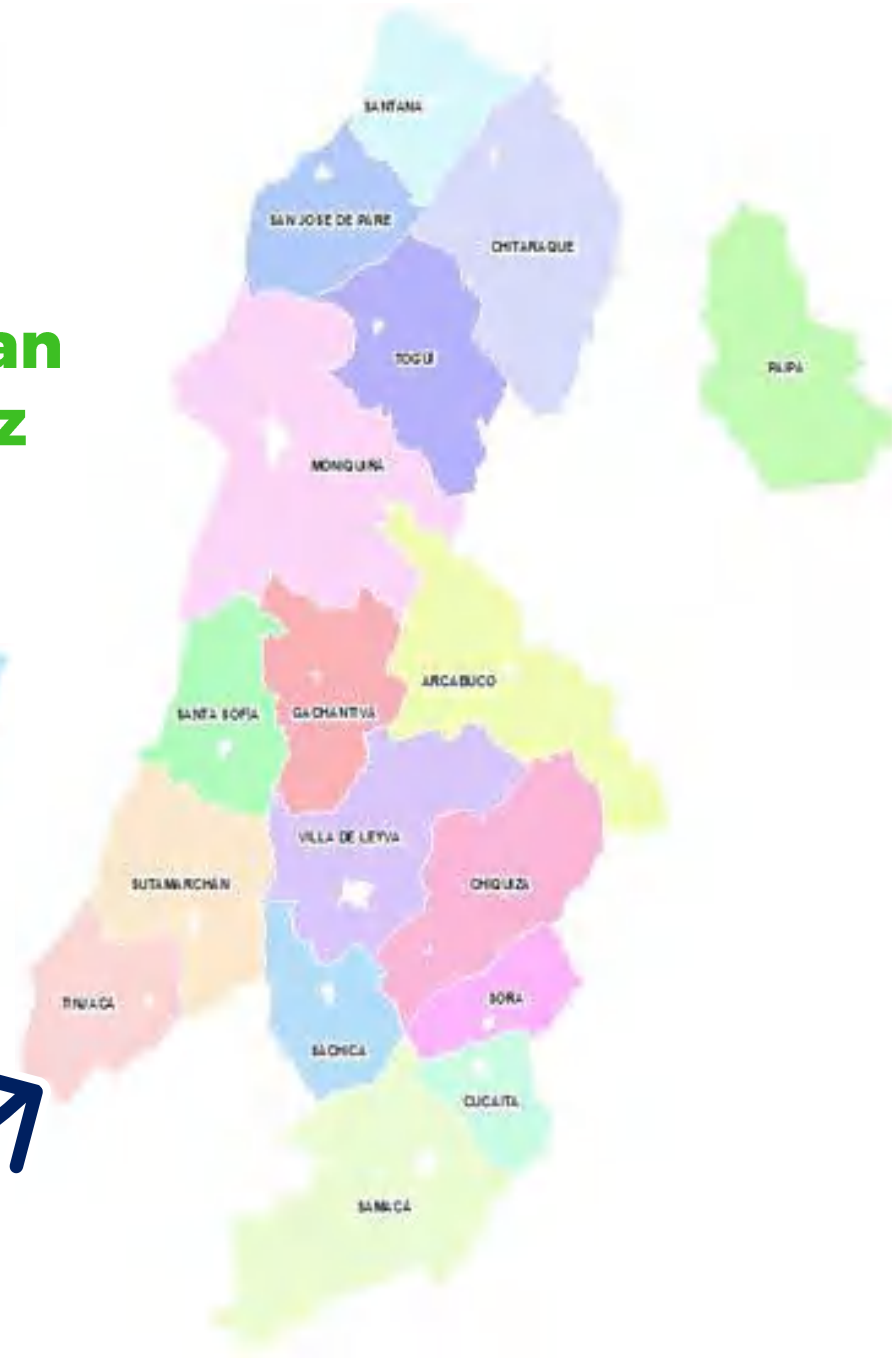 SANTANA
SAN JOSE DE PARE
CHITARAQUE
an
z
TOGUI
PAIPA
MONIQUIRA
ARCABUCO
SANTA SOFIA
GACHANTIVA
VILLA DE LEYVA
SUTAMARCHAN
CHIQUIZA
TINJACA
SORA
SACHICA
CUCAITA
SAMACA